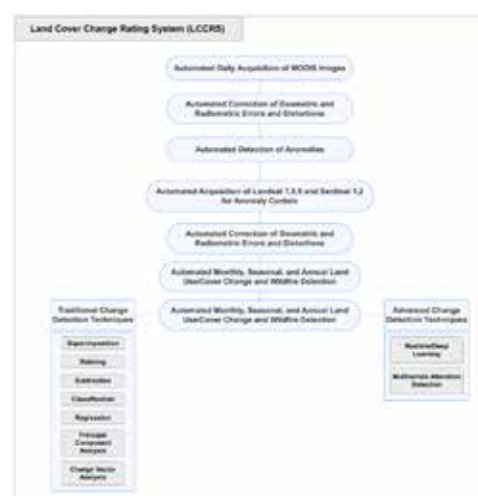 Land Cover Change Rating System (LCCRS)
Automated Daily Acquisition of MODIS Images
Automated Correction of Geometric and
Radiometric Errors and Distortions
Automated Detection of Anomalies
Automated Acquisition of Landsat 7,8,9 and Sentinel 1,2
for Anomaly Context
Automated Correction of Geometric and
Radiometric Errors and Distortions
Automated Monthly, Seasonal, and Annual Land
Use/Cover Change and Wildfire Detection
Automated Monthly, Seasonal, and Annual Land
Use/Cover Change and Wildfire Detection
Traditional Change
Detection Techniques
Superimposition
Ratioing
Subtraction
Classification
Regression
Principal
Component
Analysis
Change Vector
Analysis
Advanced Change
Detection Techniques
Learning
Multivariate Alteration
Detection